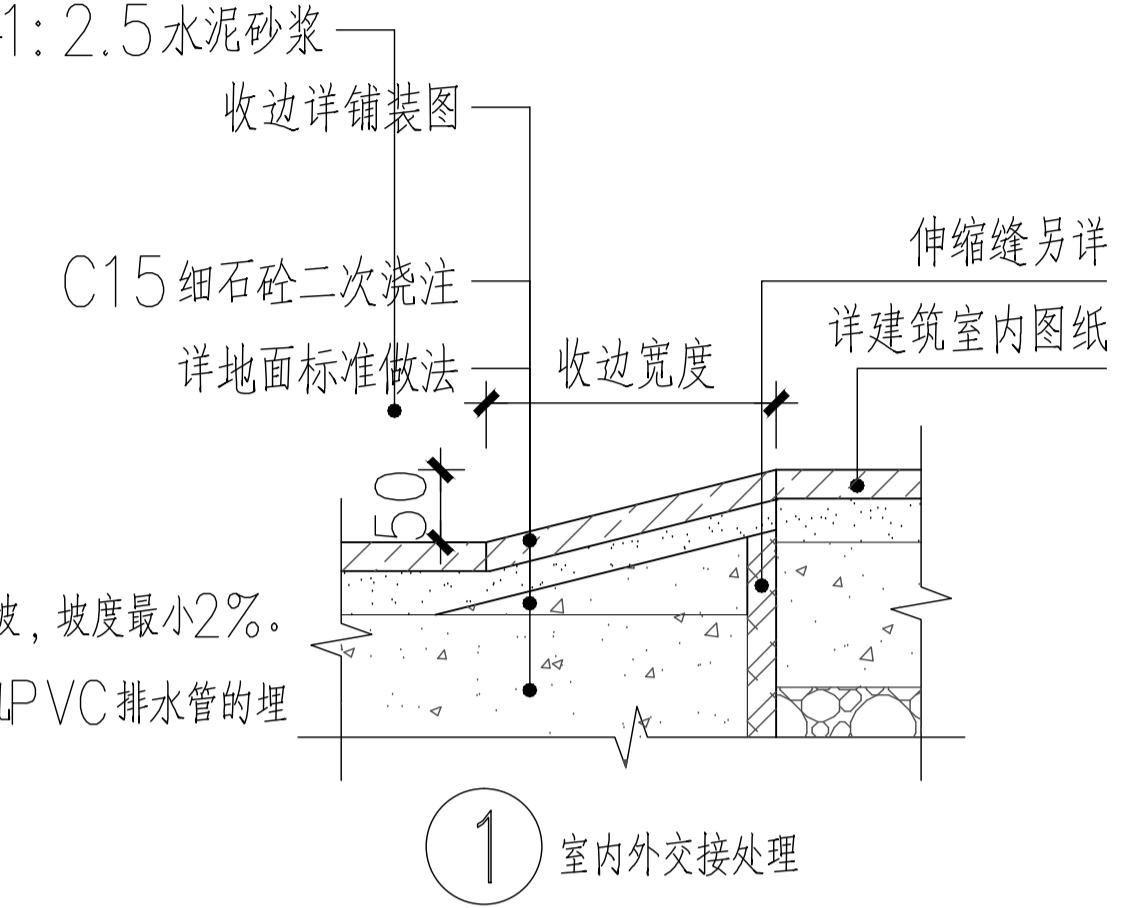 1:2.5水泥砂浆
收边详铺装图
伸缩缝另详
C15细石砼二次浇注
详建筑室内图纸
详地面标准做法
收边宽度
50
坡,坡度最小2%。
PVC排水管的埋
1
室内外交接处理